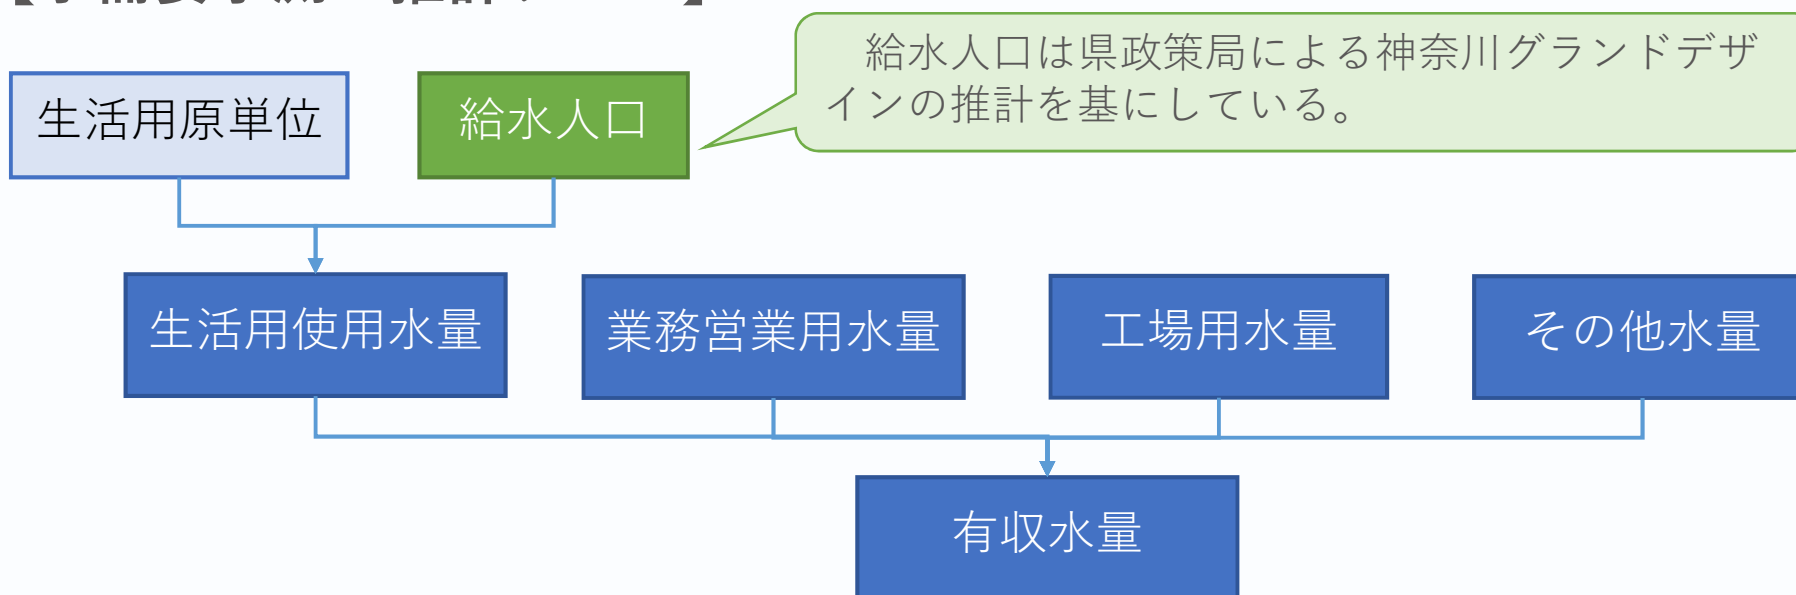 給水人口は県政策局による神奈川グランドデザ
インの推計を基にしている。
生活用原単位
給水人口
生活用使用水量
業務営業用水量
工場用水量
その他水量
有収水量